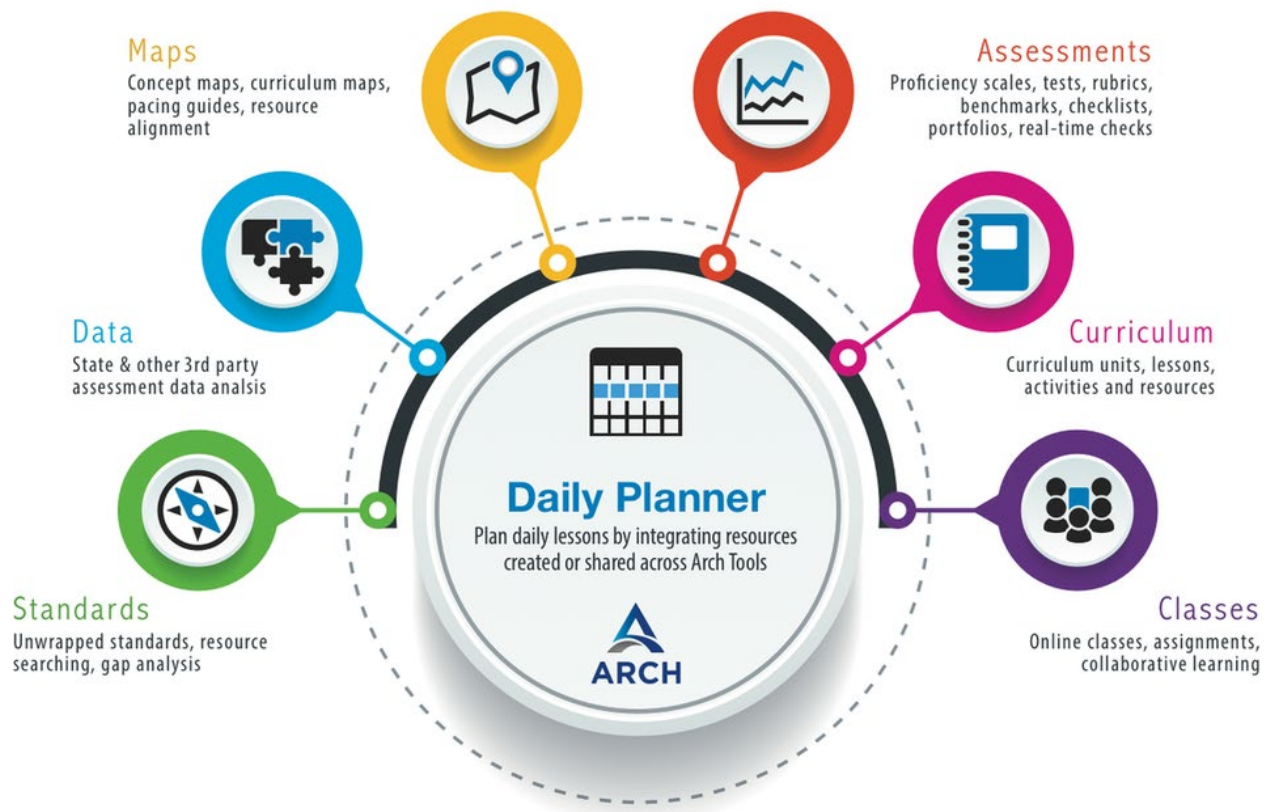 Maps
Concept maps, curriculum maps,
pacing guides, resource
alignment
Assessments
Proficiency scales, tests, rubrics,
benchmarks, checklists,
portfolios, real-time checks
Data
State & other 3rd party
assessment data analsis
Curriculum
Curriculum units, lessons,
activities and resources
Daily Planner
Plan daily lessons by integrating resources
created or shared across Arch Tools
ARCH
Standards
Unwrapped standards, resource
searching, gap analysis
Classes
Online classes, assignments,
collaborative learning